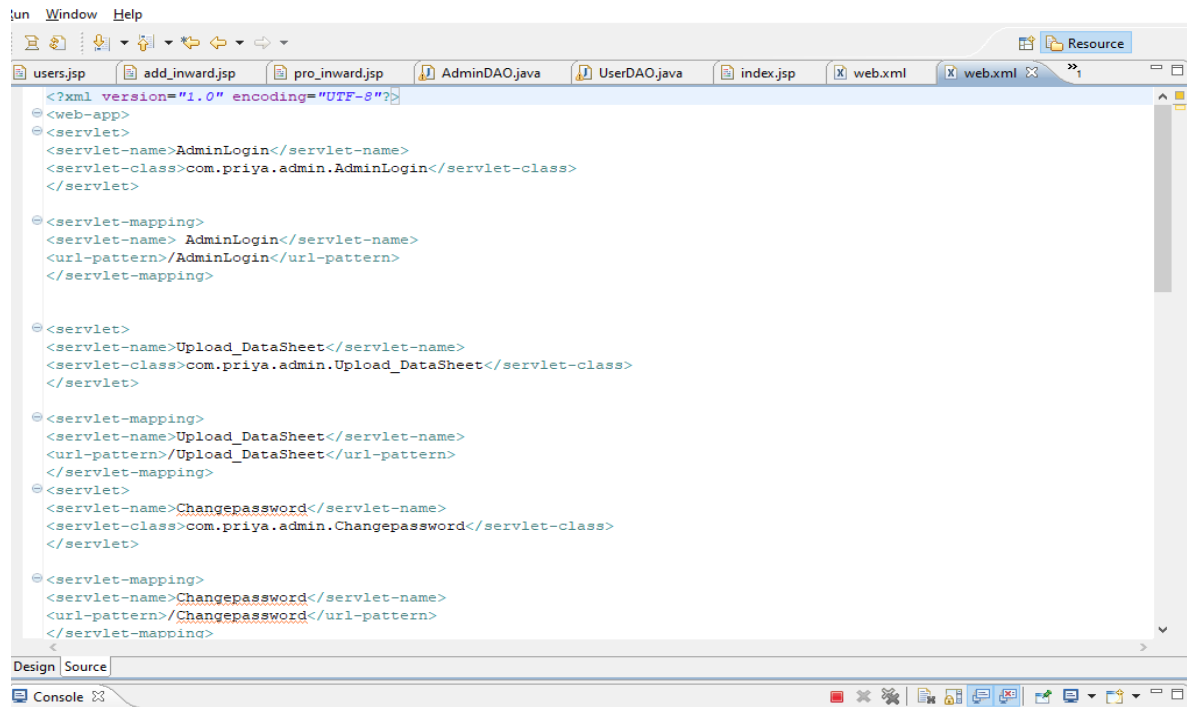 Run Window Help
Resource
users.jsp add_inward.jsp pro_inward.jsp AdminDAO.java UserDAO.java index.jsp web.xml web.xml 1
<?xml version="1.0" encoding="UTF-8"?>
<web-app>
<servlet>
<servlet-name>AdminLogin</servlet-name>
<servlet-class>com.priya.admin.AdminLogin</servlet-class>
</servlet>
<servlet-mapping>
<servlet-name> AdminLogin</servlet-name>
<url-pattern>/AdminLogin</url-pattern>
</servlet-mapping>
<servlet>
<servlet-name>Upload_DataSheet</servlet-name>
<servlet-class>com.priya.admin.Upload_DataSheet</servlet-class>
</servlet>
<servlet-mapping>
<servlet-name>Upload_DataSheet</servlet-name>
<url-pattern>/Upload_DataSheet</url-pattern>
</servlet-mapping>
<servlet>
<servlet-name>Changepassword</servlet-name>
<servlet-class>com.priya.admin.Changepassword</servlet-class>
</servlet>
<servlet-mapping>
<servlet-name>Changepassword</servlet-name>
<url-pattern>/Changepassword</url-pattern>
</servlet-mapping>
Design Source
Console